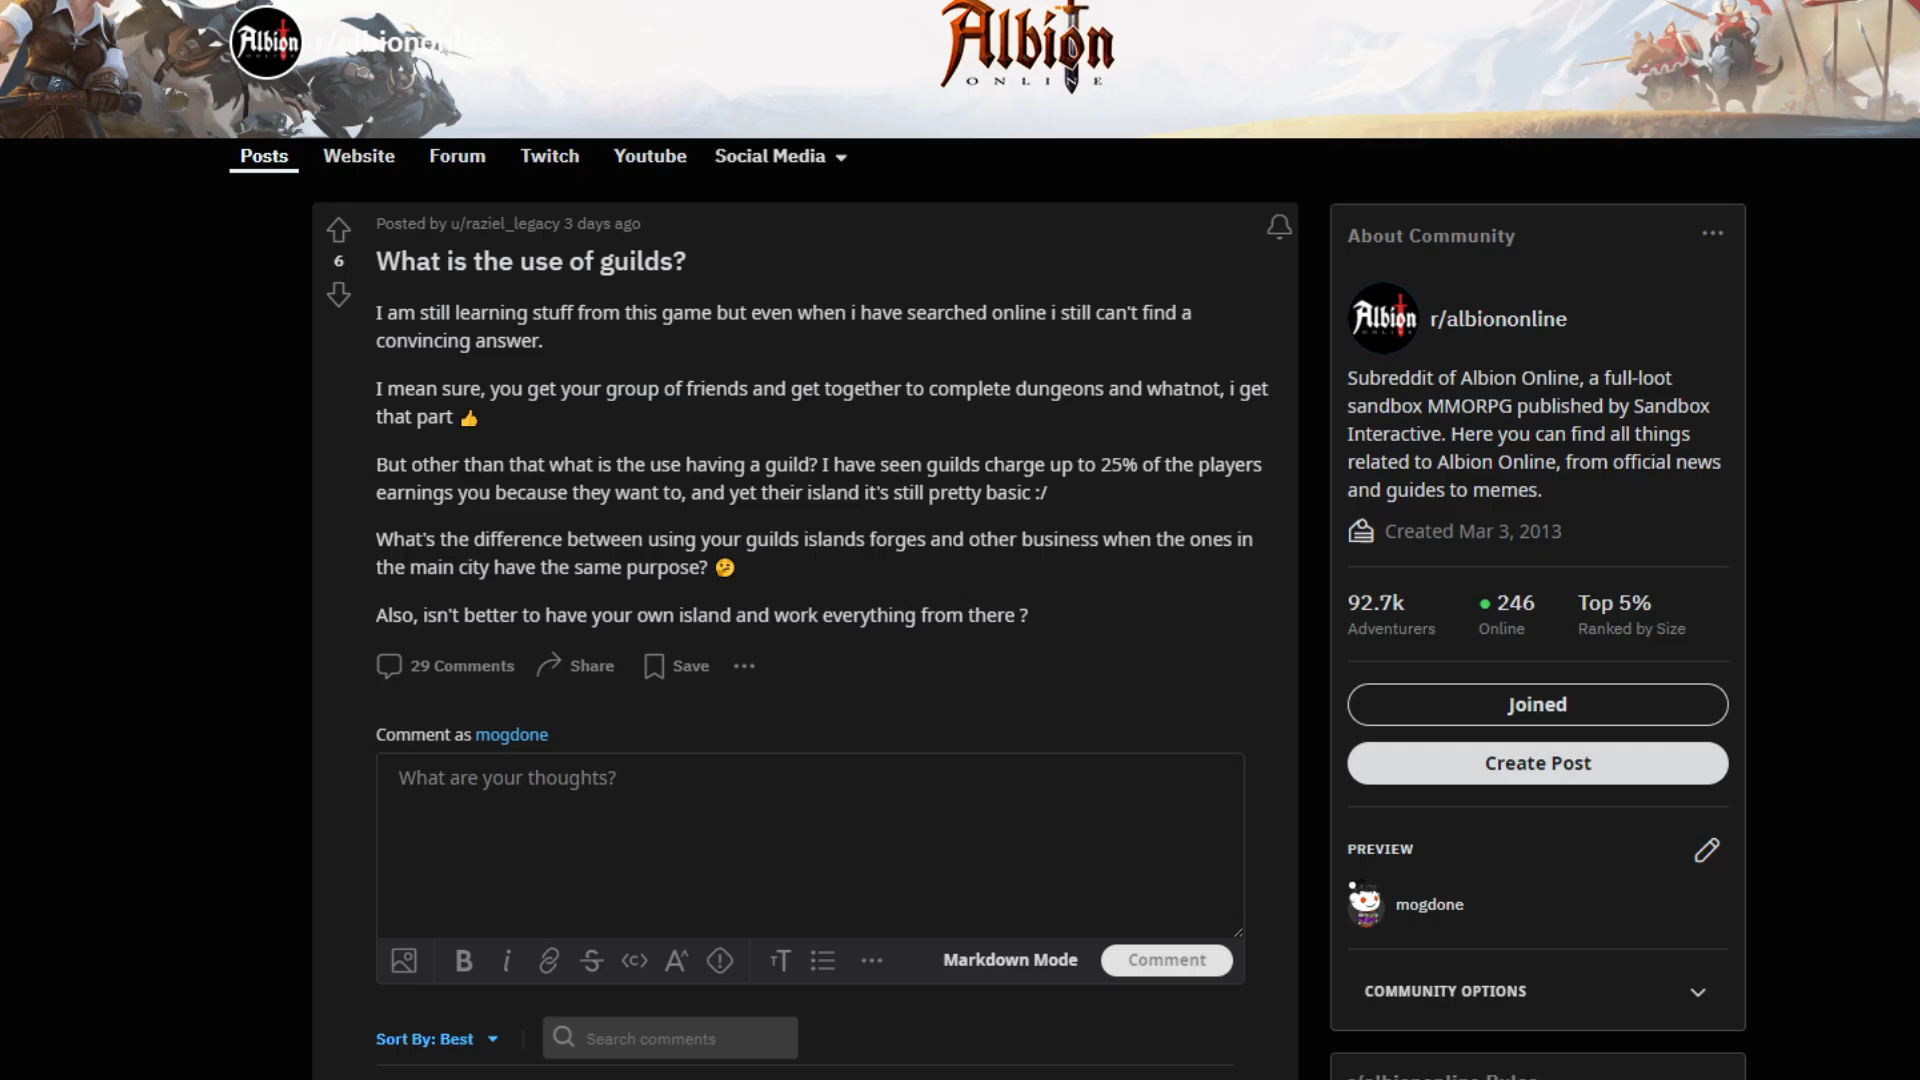 Albion
r/albiononline
Albion
ONLINE
Posts Website Forum Twitch Youtube Social Media
Posted by u/raziel_legacy 3 days ago
6
What is the use of guilds?
I am still learning stuff from this game but even when i have searched online i still can't find a
convincing answer.
I mean sure, you get your group of friends and get together to complete dungeons and whatnot, i get
that part 👍
But other than that what is the use having a guild? I have seen guilds charge up to 25% of the players
earnings you because they want to, and yet their island it's still pretty basic :/
What's the difference between using your guilds islands forges and other business when the ones in
the main city have the same purpose? 🤔
Also, isn't better to have your own island and work everything from there ?
29 Comments Share Save
Comment as mogdone
What are your thoughts?
Markdown Mode Comment
Sort By: Best Search comments
About Community
Albion
ONLINE
r/albiononline
Subreddit of Albion Online, a full-loot
sandbox MMORPG published by Sandbox
Interactive. Here you can find all things
related to Albion Online, from official news
and guides to memes.
Created Mar 3, 2013
92.7k 246 Top 5%
Adventurers Online Ranked by Size
Joined
Create Post
PREVIEW
mogdone
COMMUNITY OPTIONS
r/albiononline Rules